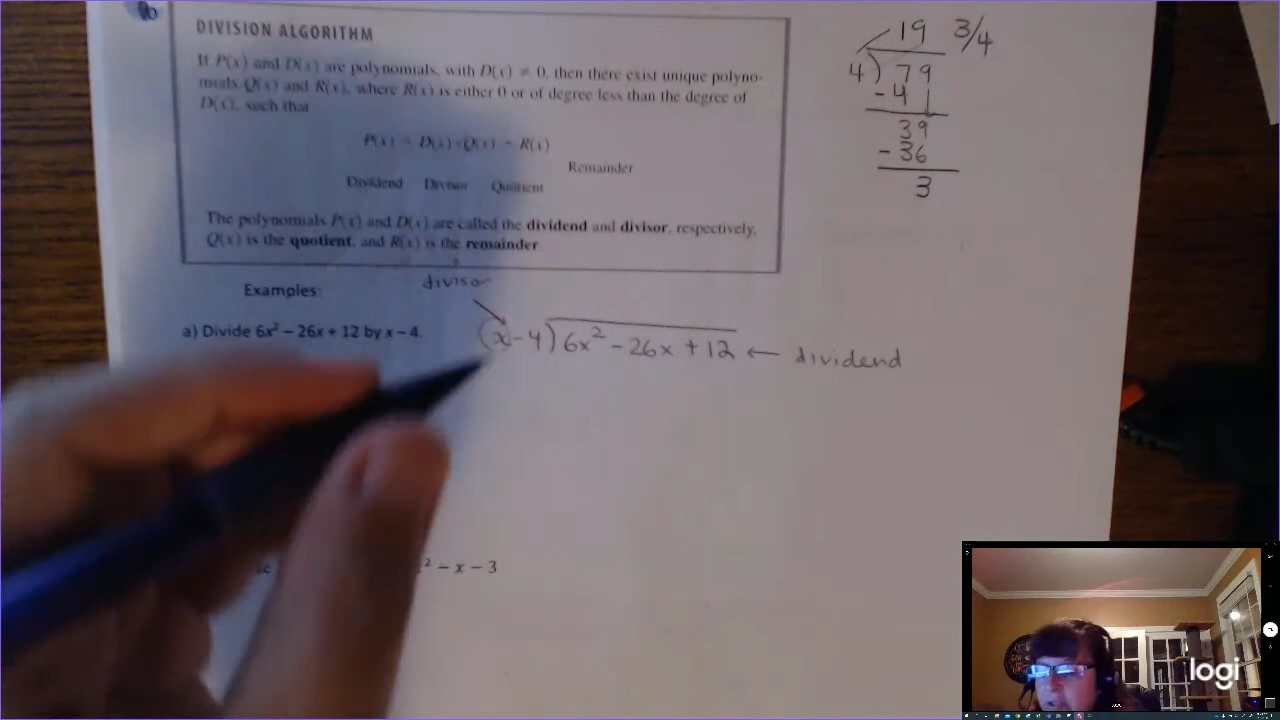 DIVISION ALGORITHM
If P(x) and D(x) are polynomials, with D(x) ≠ 0, then there exist unique polyno-
mials Q(x) and R(x), where R(x) is either 0 or of degree less than the degree of
D(x), such that
P(x) = D(x) · Q(x) + R(x)
Remainder
Dividend Divisor Quotient
The polynomials P(x) and D(x) are called the dividend and divisor, respectively,
Q(x) is the quotient, and R(x) is the remainder.
19 3/4
4) 79
- 4
39
- 36
3
Examples:
divisor
a) Divide 6x² − 26x + 12 by x − 4.
(x - 4) 6x² - 26x + 12 ← dividend
² − x − 3
logi